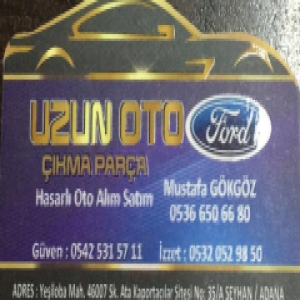 UZUN OTO
Ford
ÇIKMA PARÇA
Hasarlı Oto Alım Satım
Mustafa GÖKGÖZ
0536 650 66 80
Güven : 0542 531 57 11
İzzet : 0532 052 98 50
ADRES : Yeşiloba Mah. 46007 Sk. Ata Kaportacılar Sitesi No: 35/A SEYHAN / ADANA